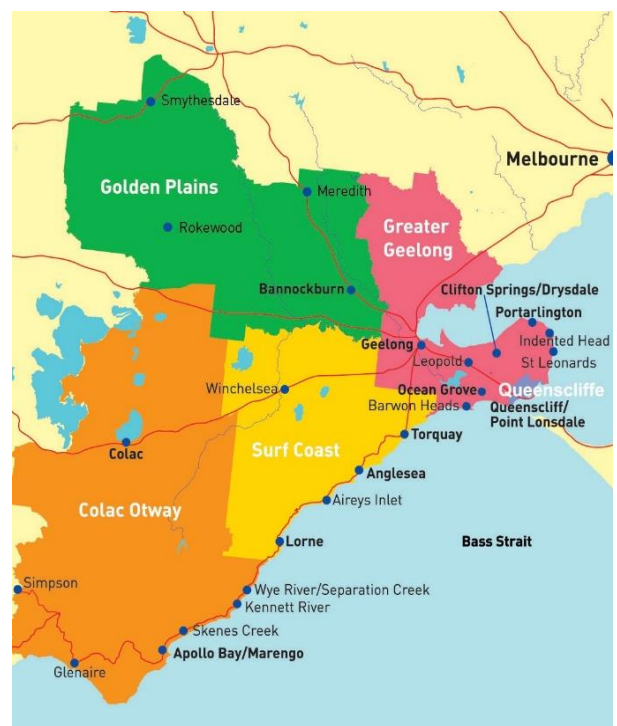 Smythesdale
Melbourne
Golden Plains
Meredith
Rokewood
Greater
Geelong
Bannockburn
Clifton Springs/Drysdale
Portarlington
Geelong
Indented Head
Leopold
St Leonards
Winchelsea
Ocean Grove
Queenscliffe
Barwon Heads
Queenscliff/
Point Lonsdale
Torquay
Colac
Surf Coast
Anglesea
Aireys Inlet
Colac Otway
Lorne
Bass Strait
Simpson
Wye River/Separation Creek
Kennett River
Skenes Creek
Apollo Bay/Marengo
Glenaire